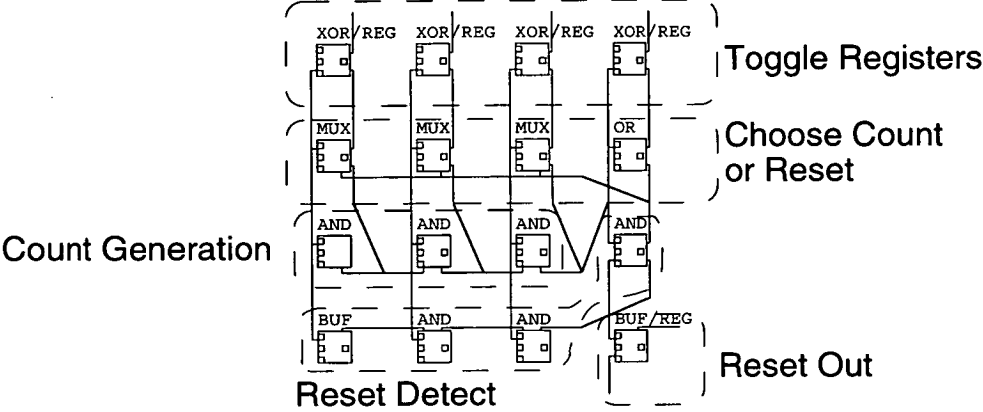 XOR/REG XOR/REG XOR/REG XOR/REG
Toggle Registers
MUX MUX MUX OR
Choose Count
or Reset
AND AND AND AND
Count Generation
BUF AND AND BUF/REG
Reset Out
Reset Detect